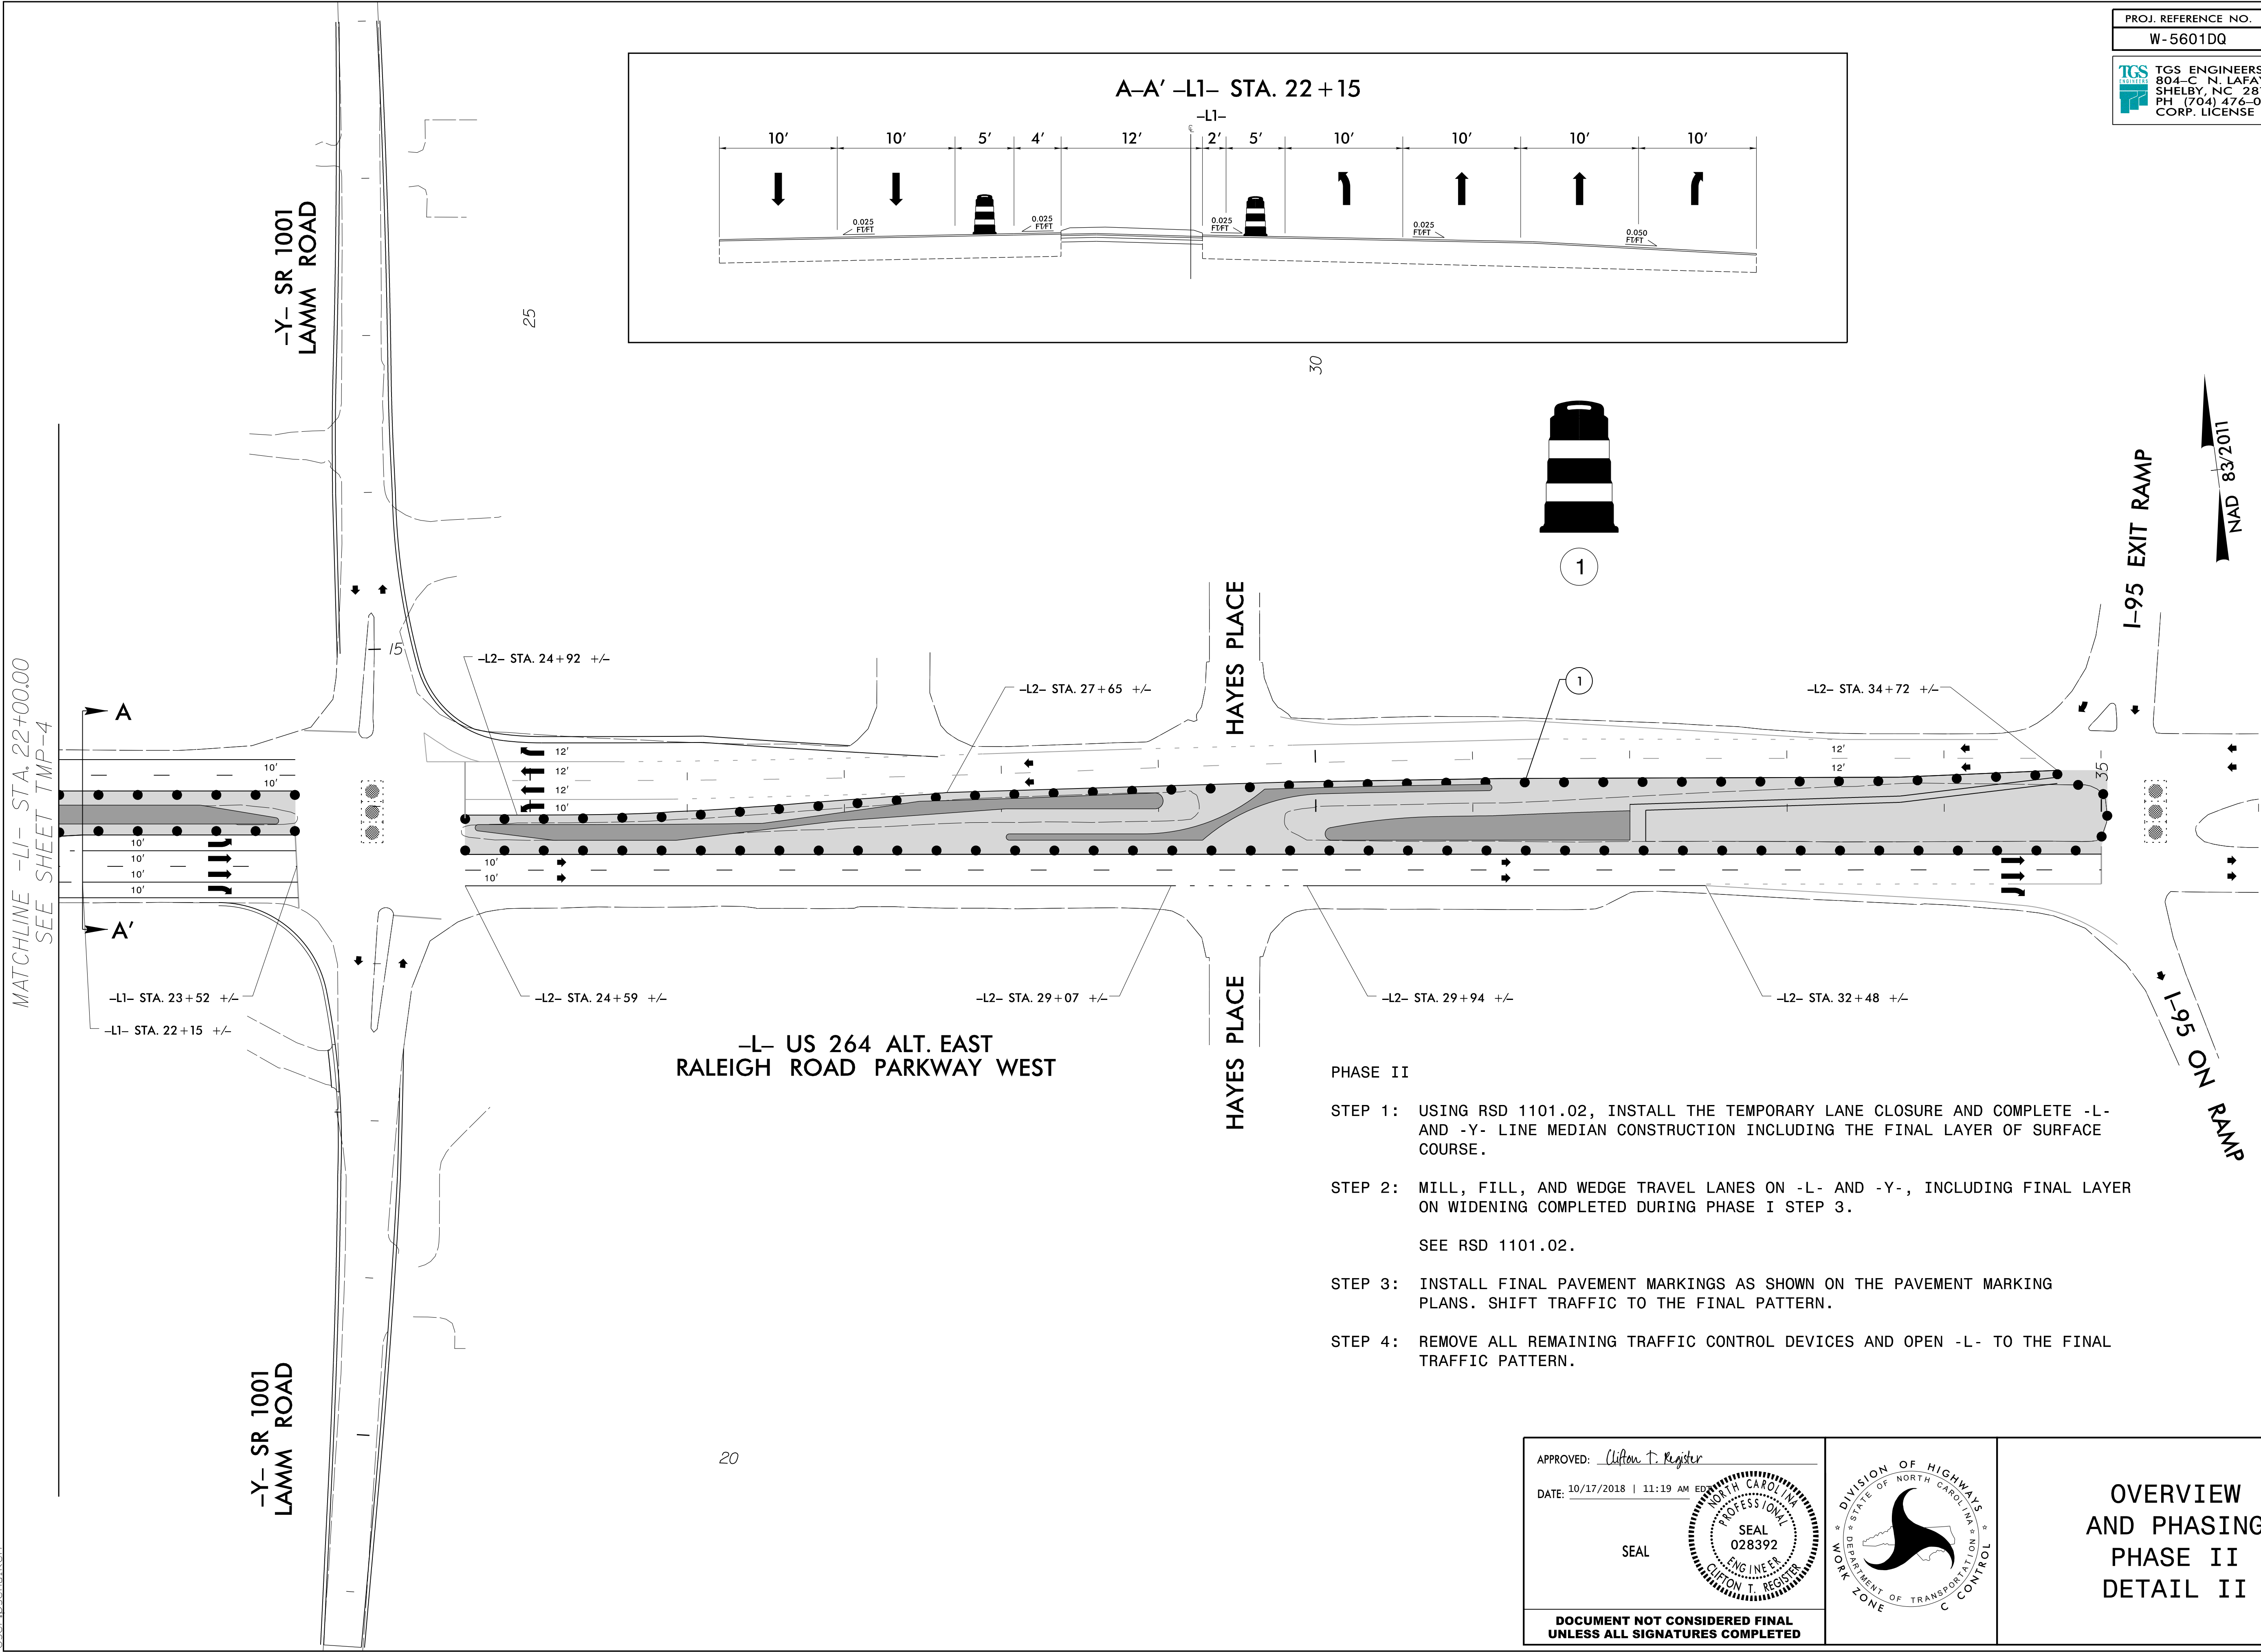 PROJ. REFERENCE NO.
W-5601DQ
TGS ENGINEERS
804-C N.
SHELBY, NC
PH (704)
CORP. LICENSE
A-A' -L1- STA. 22+15
-L1-
10' 10' 5' 4' 12' 2' 5' 10' 10' 10' 10'
0.025 FT/FT
0.025 FT/FT
0.025 FT/FT
0.025 FT/FT
0.050 FT/FT
-Y- SR 1001
LAMM ROAD
25
30
1
NAD 83/2011
I-95 EXIT RAMP
HAYES PLACE
15
-L2- STA. 24+92 +/-
-L2- STA. 27+65 +/-
1
-L2- STA. 34+72 +/-
MATCHLINE -L1- STA. 22+00.00
SEE SHEET TMP-4
A
12'
12'
12'
10'
12'
12'
35
10'
10'
10'
10'
10'
10'
10'
10'
A'
-L1- STA. 23+52 +/-
-L1- STA. 22+15 +/-
-L2- STA. 24+59 +/-
-L2- STA. 29+07 +/-
-L2- STA. 29+94 +/-
-L2- STA. 32+48 +/-
HAYES PLACE
I-95 ON RAMP
-L- US 264 ALT. EAST
RALEIGH ROAD PARKWAY WEST
PHASE II
STEP 1: USING RSD 1101.02, INSTALL THE TEMPORARY LANE CLOSURE AND COMPLETE -L-
AND -Y- LINE MEDIAN CONSTRUCTION INCLUDING THE FINAL LAYER OF SURFACE
COURSE.
STEP 2: MILL, FILL, AND WEDGE TRAVEL LANES ON -L- AND -Y-, INCLUDING FINAL LAYER
ON WIDENING COMPLETED DURING PHASE I STEP 3.
SEE RSD 1101.02.
STEP 3: INSTALL FINAL PAVEMENT MARKINGS AS SHOWN ON THE PAVEMENT MARKING
PLANS. SHIFT TRAFFIC TO THE FINAL PATTERN.
STEP 4: REMOVE ALL REMAINING TRAFFIC CONTROL DEVICES AND OPEN -L- TO THE FINAL
TRAFFIC PATTERN.
-Y- SR 1001
LAMM ROAD
20
APPROVED: Clifton T. Register
DATE: 10/17/2018 | 11:19 AM EDT
SEAL
NORTH CAROLINA
PROFESSIONAL
SEAL
028392
ENGINEER
CLIFTON T. REGISTER
DOCUMENT NOT CONSIDERED FINAL
UNLESS ALL SIGNATURES COMPLETED
DIVISION OF HIGHWAYS
STATE OF NORTH CAROLINA
DEPARTMENT OF TRANSPORTATION
WORK ZONE
C CONTROL
OVERVIEW
AND PHASING
PHASE II
DETAIL II